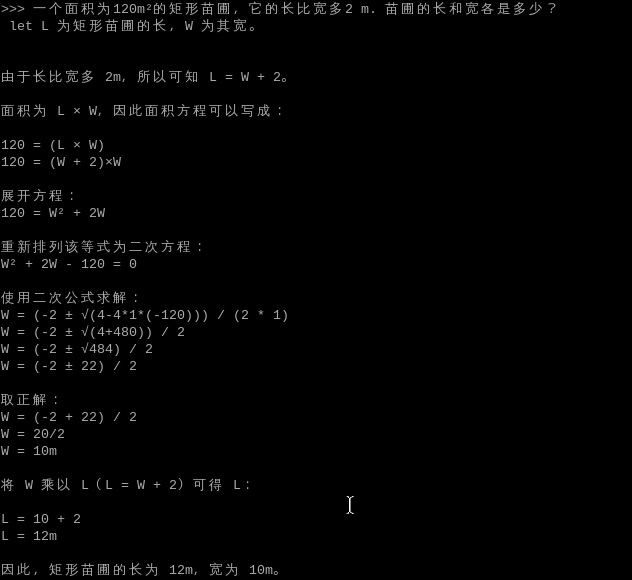 >>> 一个面积为120m²的矩形苗圃, 它的长比宽多2 m. 苗圃的长和宽各是多少？
let L 为矩形苗圃的长, W 为其宽。
由于长比宽多 2m, 所以可知 L = W + 2。
面积为 L × W, 因此面积方程可以写成：
120 = (L × W)
120 = (W + 2)×W
展开方程：
120 = W² + 2W
重新排列该等式为二次方程：
W² + 2W - 120 = 0
使用二次公式求解：
W = (-2 ± √(4-4*1*(-120))) / (2 * 1)
W = (-2 ± √(4+480)) / 2
W = (-2 ± √484) / 2
W = (-2 ± 22) / 2
取正解：
W = (-2 + 22) / 2
W = 20/2
W = 10m
将 W 乘以 L（L = W + 2）可得 L：
L = 10 + 2
L = 12m
因此, 矩形苗圃的长为 12m, 宽为 10m。